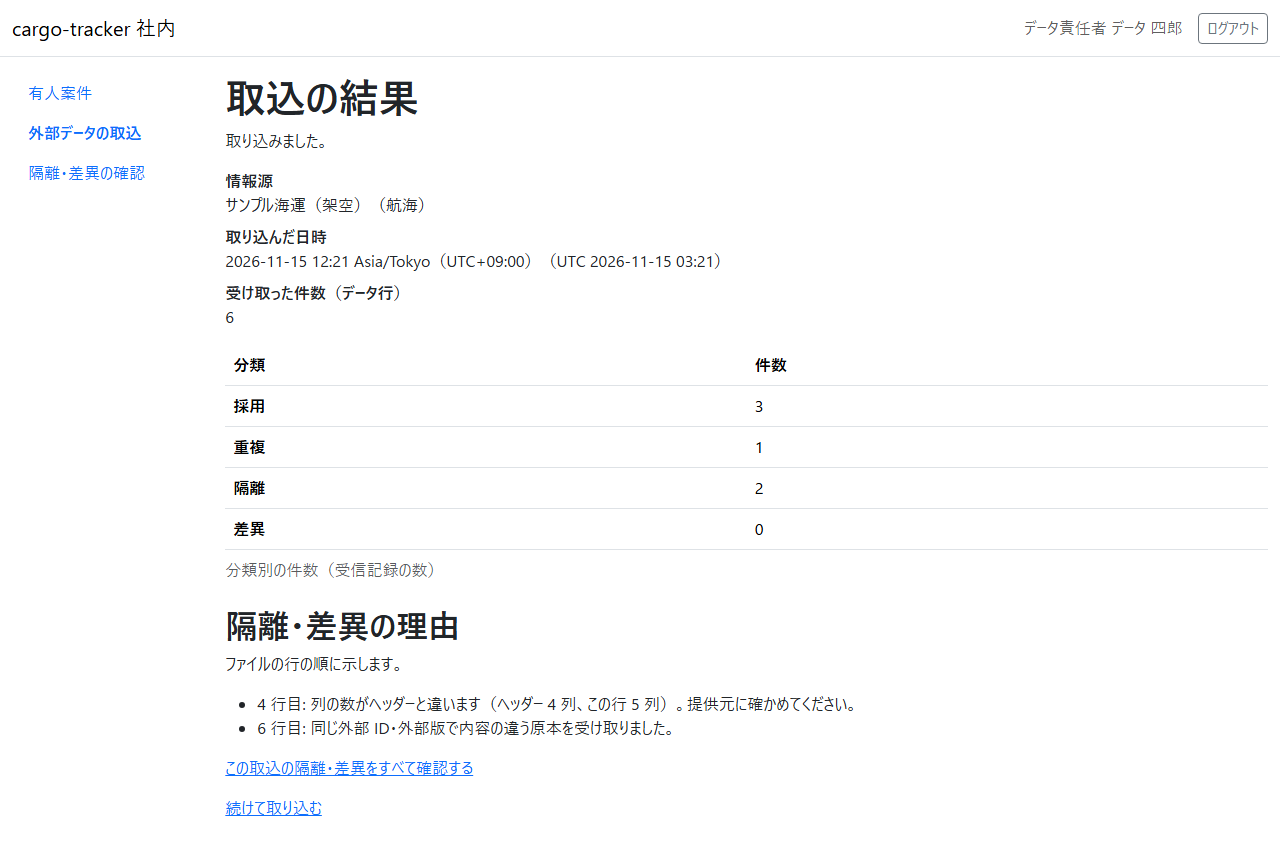 cargo-tracker 社内
データ責任者 データ 四郎
ログアウト
有人案件
外部データの取込
隔離・差異の確認
取込の結果
取り込みました。
情報源
サンプル海運（架空）（航海）
取り込んだ日時
2026-11-15 12:21 Asia/Tokyo（UTC+09:00）（UTC 2026-11-15 03:21）
受け取った件数（データ行）
6
分類 件数
採用 3
重複 1
隔離 2
差異 0
分類別の件数（受信記録の数）
隔離・差異の理由
ファイルの行の順に示します。
4 行目: 列の数がヘッダーと違います（ヘッダー 4 列、この行 5 列）。提供元に確かめてください。
6 行目: 同じ外部 ID・外部版で内容の違う原本を受け取りました。
この取込の隔離・差異をすべて確認する
続けて取り込む